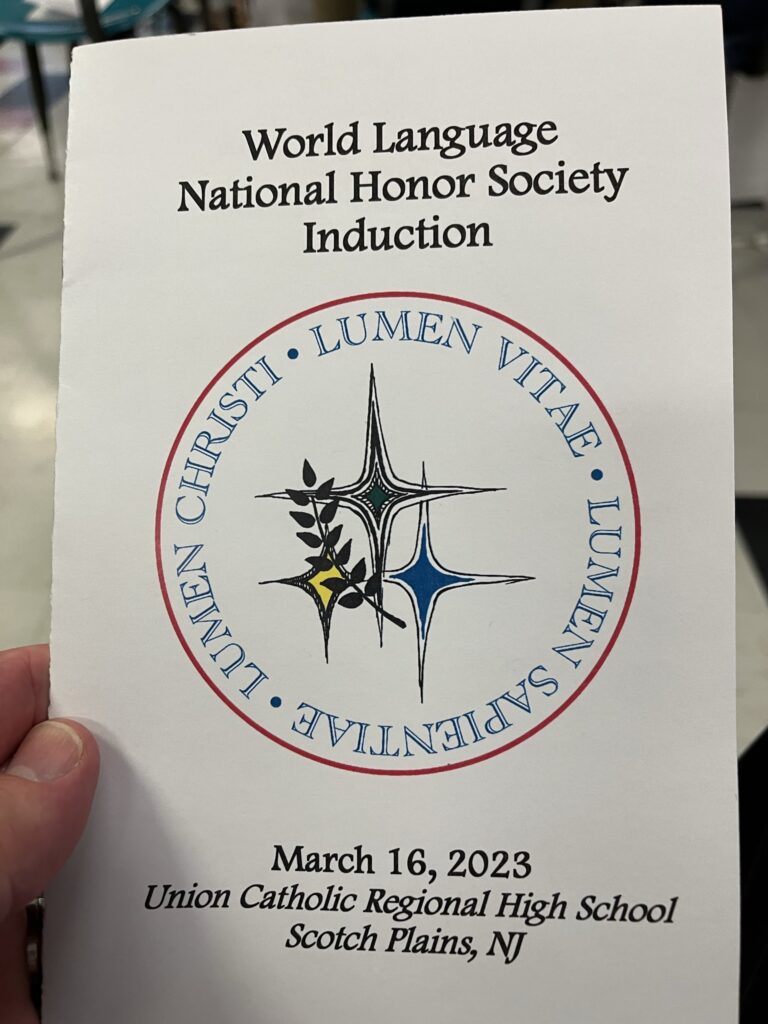 World Language
National Honor Society
Induction
LUMEN CHRISTI • LUMEN VITAE • LUMEN SAPIENTIAE •
March 16, 2023
Union Catholic Regional High School
Scotch Plains, NJ